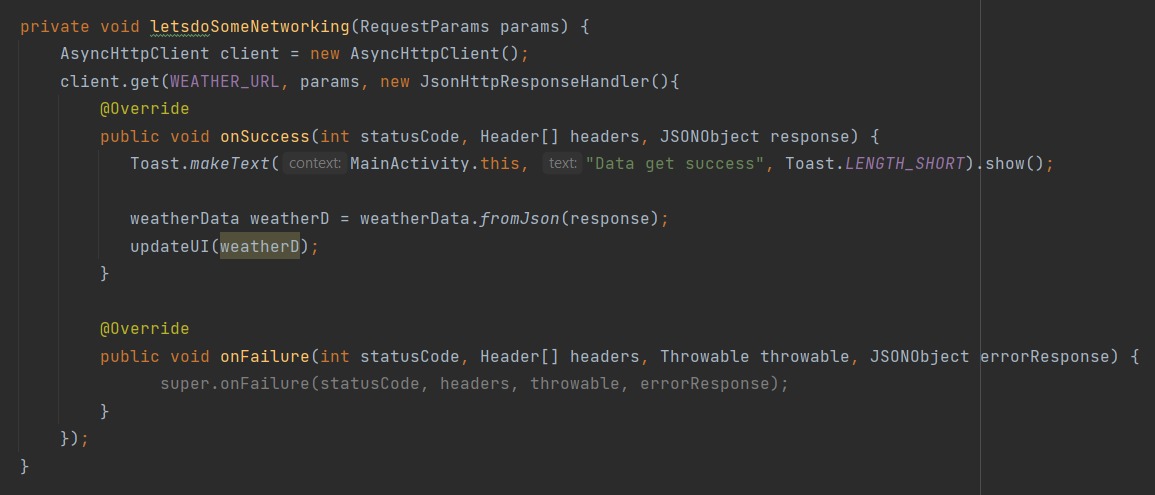 private void letsdoSomeNetworking(RequestParams params) {
AsyncHttpClient client = new AsyncHttpClient();
client.get(WEATHER_URL, params, new JsonHttpResponseHandler(){
@Override
public void onSuccess(int statusCode, Header[] headers, JSONObject response) {
Toast.makeText( context: MainActivity.this, text: "Data get success", Toast.LENGTH_SHORT).show();
weatherData weatherD = weatherData.fromJson(response);
updateUI(weatherD);
}
@Override
public void onFailure(int statusCode, Header[] headers, Throwable throwable, JSONObject errorResponse) {
super.onFailure(statusCode, headers, throwable, errorResponse);
}
});
}